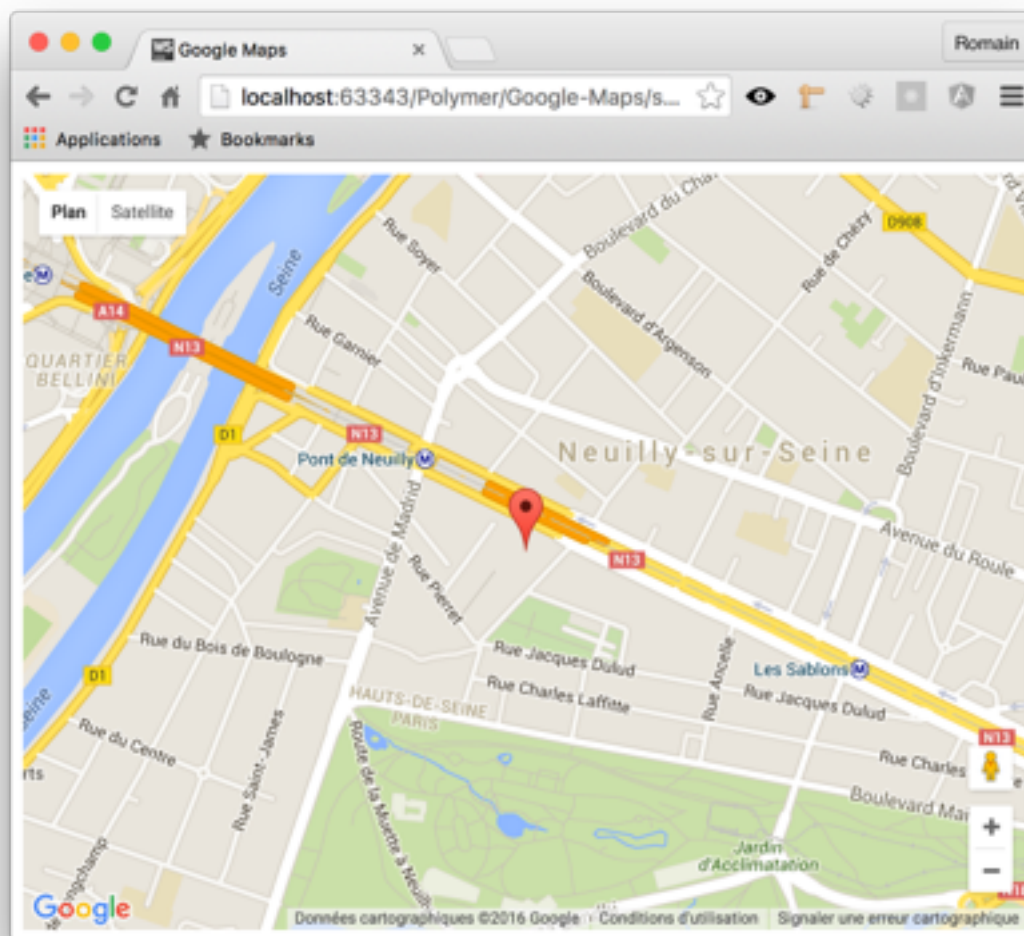 Google Maps
Romain
localhost:63343/Polymer/Google-Maps/s...
Applications
Bookmarks
Plan
Satellite
Boulevard du Cha
Rue Soyer
Seine
Rue de Chézy
D908
A14
N13
QUARTIER
BELLINI
Rue Garnier
Boulevard d'Argenson
Boulevard d'Inkermann
Rue Pau
D1
N13
Pont de Neuilly
Neuilly-sur-Seine
Avenue de Madrid
Rue Pierret
N13
Avenue du Roule
Rue du Bois de Boulogne
Rue Jacques Dulud
Rue Ancelle
Les Sablons
D1
Rue Charles Laffitte
Rue Jacques Dulud
HAUTS-DE-SEINE
PARIS
eine
Rue du Centre
Rue Saint-James
N13
Rue Charles
rts
Route de la Muette à Neuilly
Boulevard Mai
+
Jardin
d'Acclimatation
−
ongchamp
Google
Données cartographiques ©2016 Google
Conditions d'utilisation
Signaler une erreur cartographique